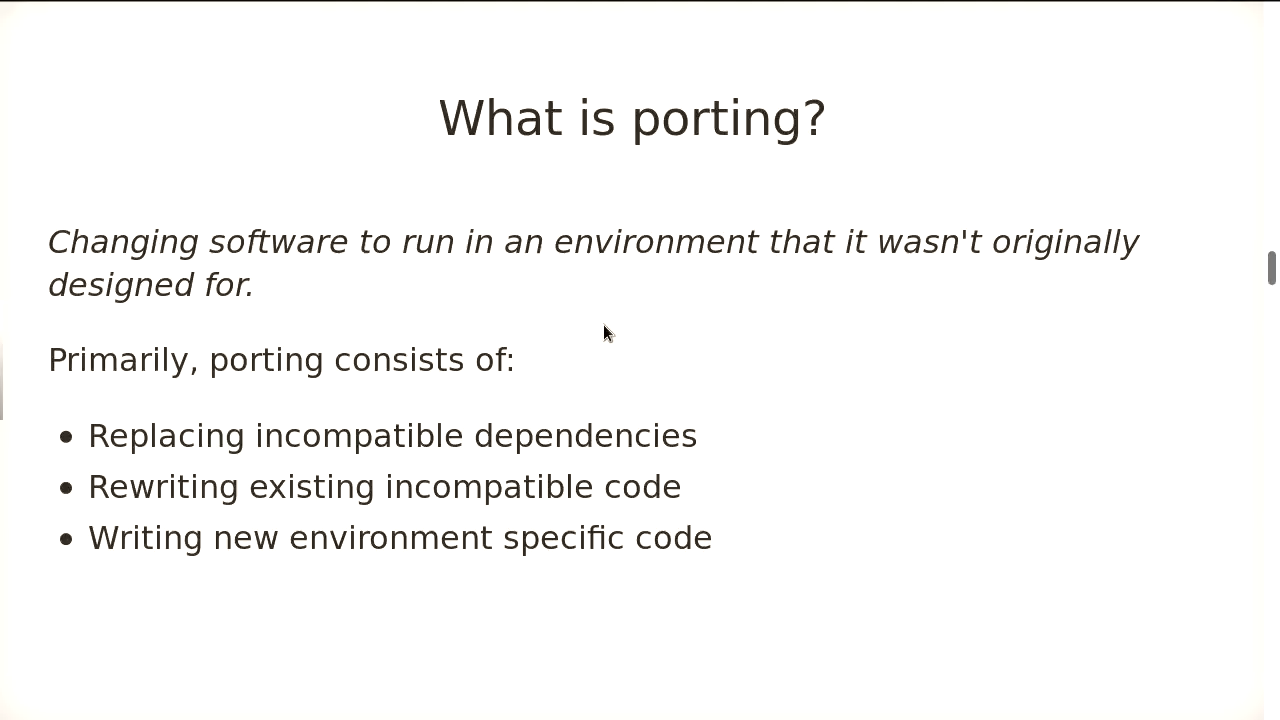 What is porting?
Changing software to run in an environment that it wasn't originally
designed for.
Primarily, porting consists of:
• Replacing incompatible dependencies
• Rewriting existing incompatible code
• Writing new environment specific code